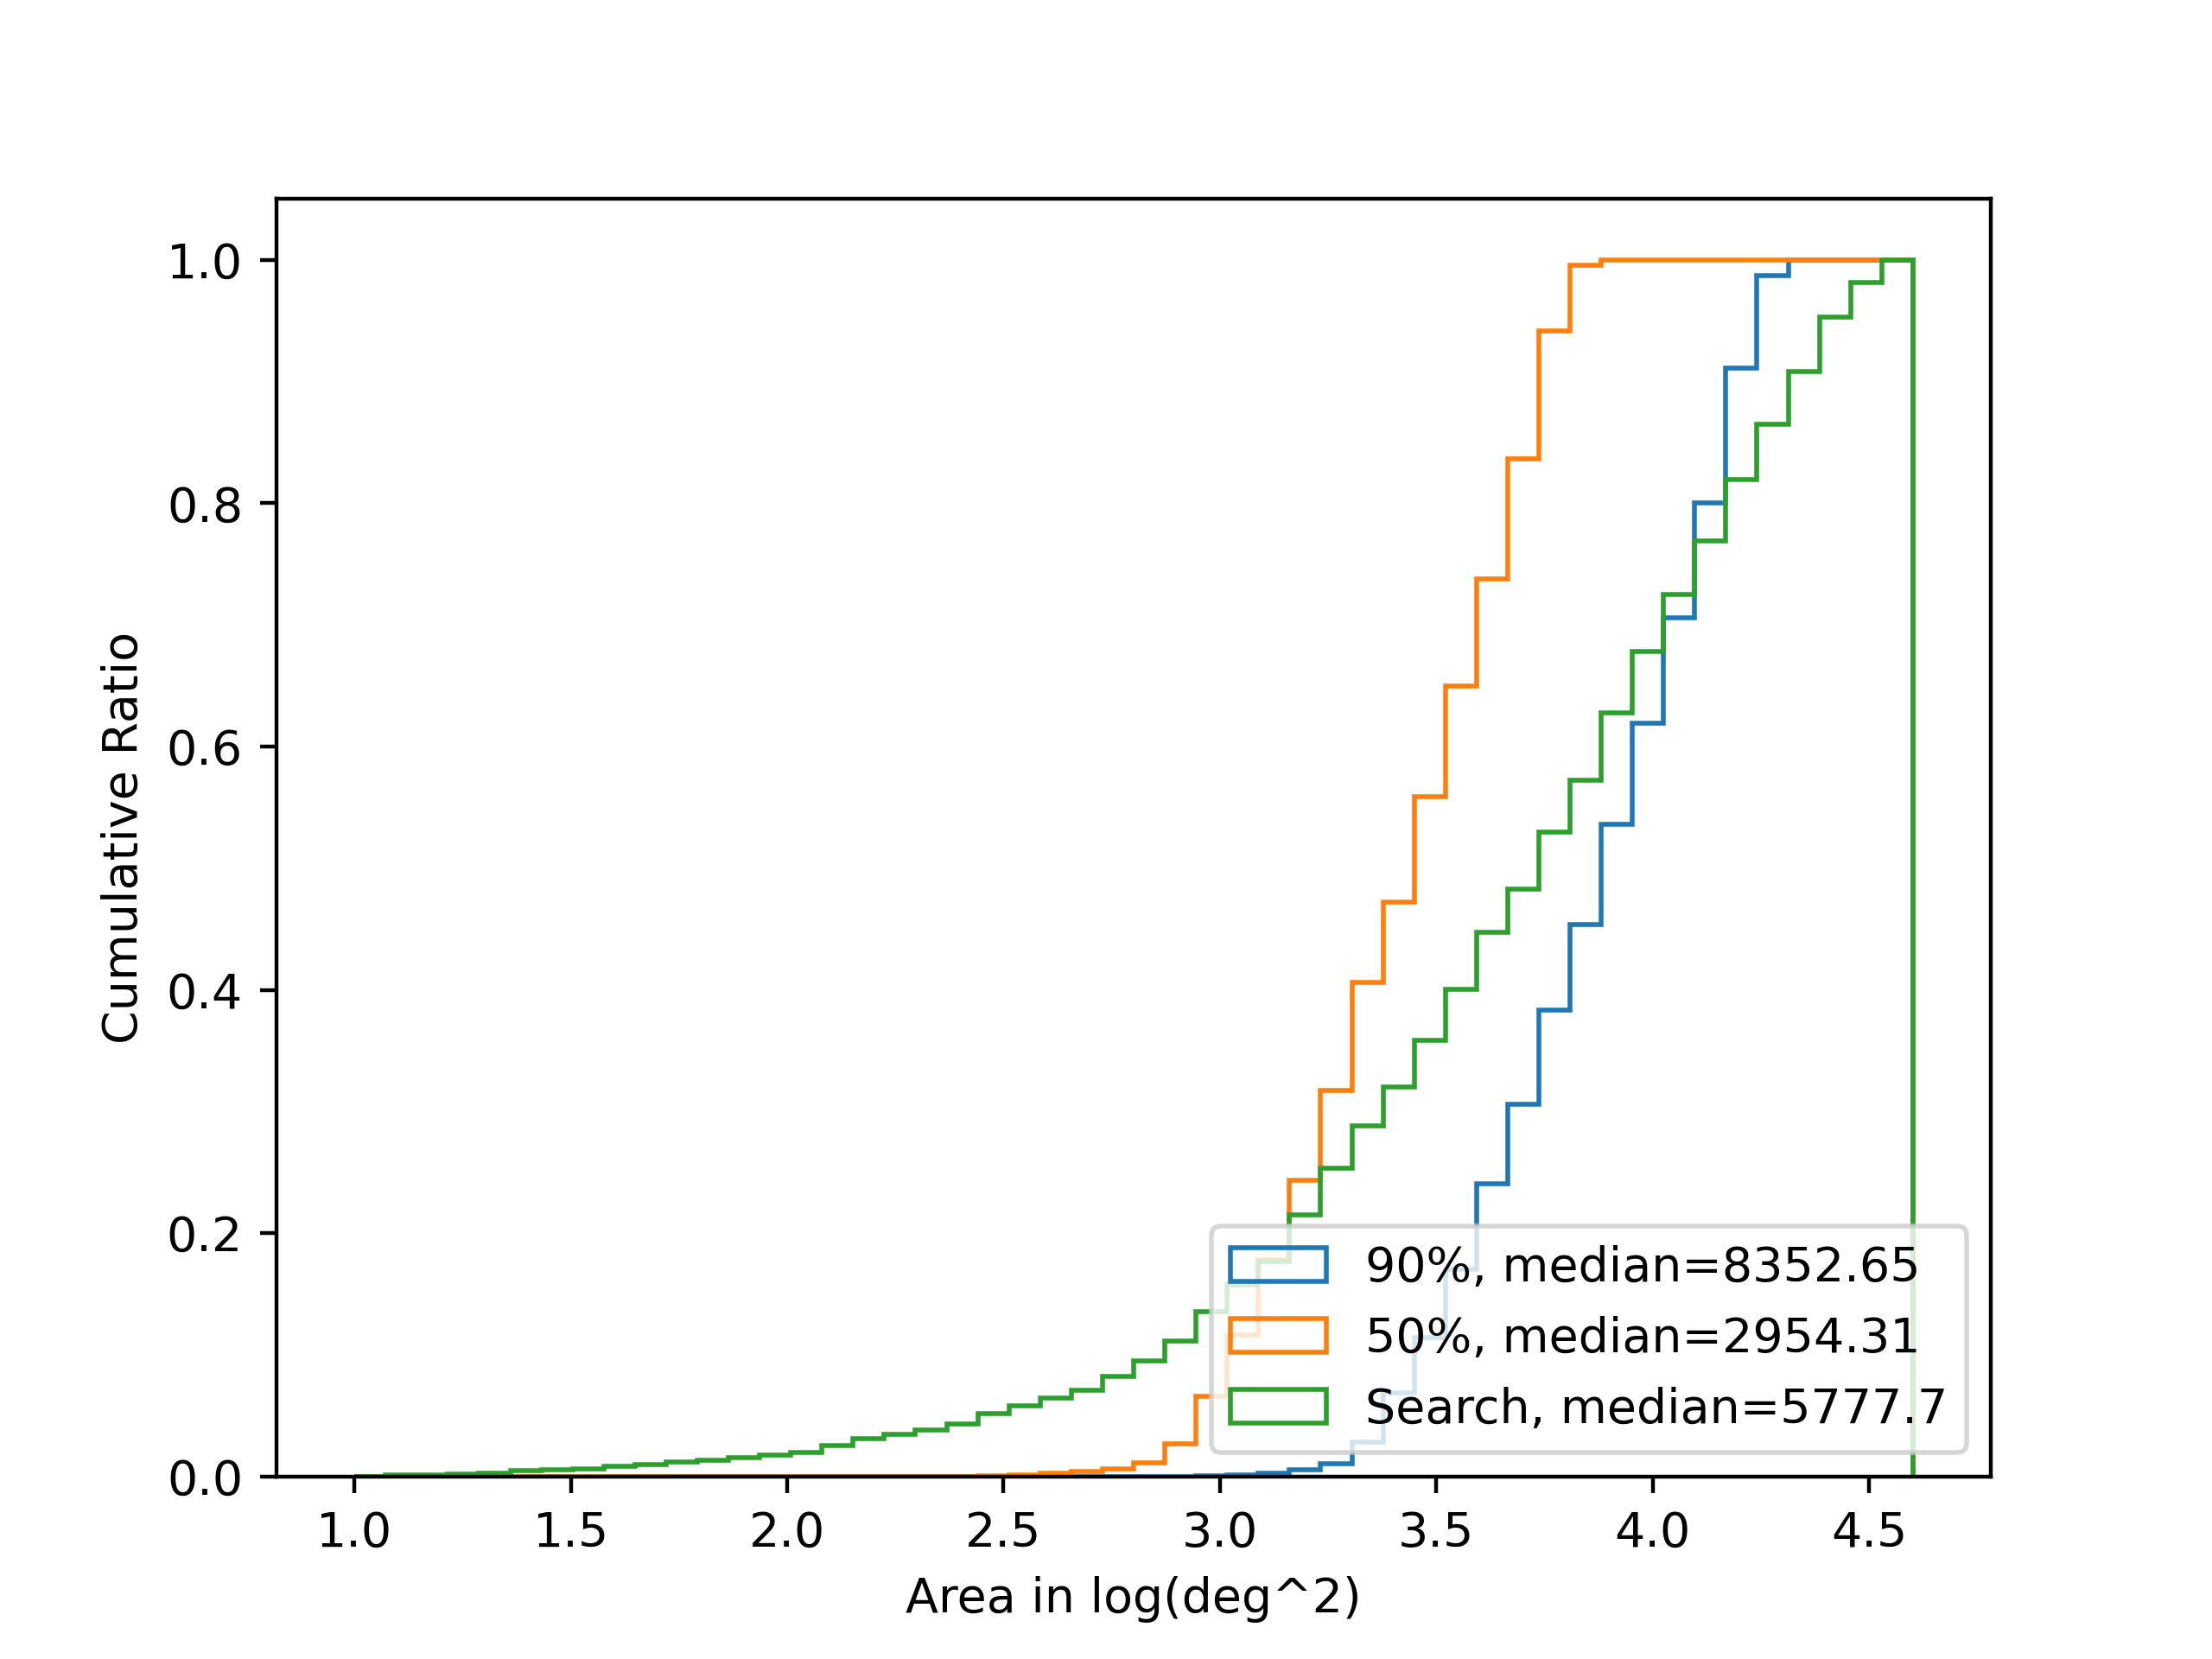 1.0
0.8
0.6
0.4
0.2
0.0
Cumulative Ratio
90%, median=8352.65
50%, median=2954.31
Search, median=5777.7
1.0 1.5 2.0 2.5 3.0 3.5 4.0 4.5
Area in log(deg^2)